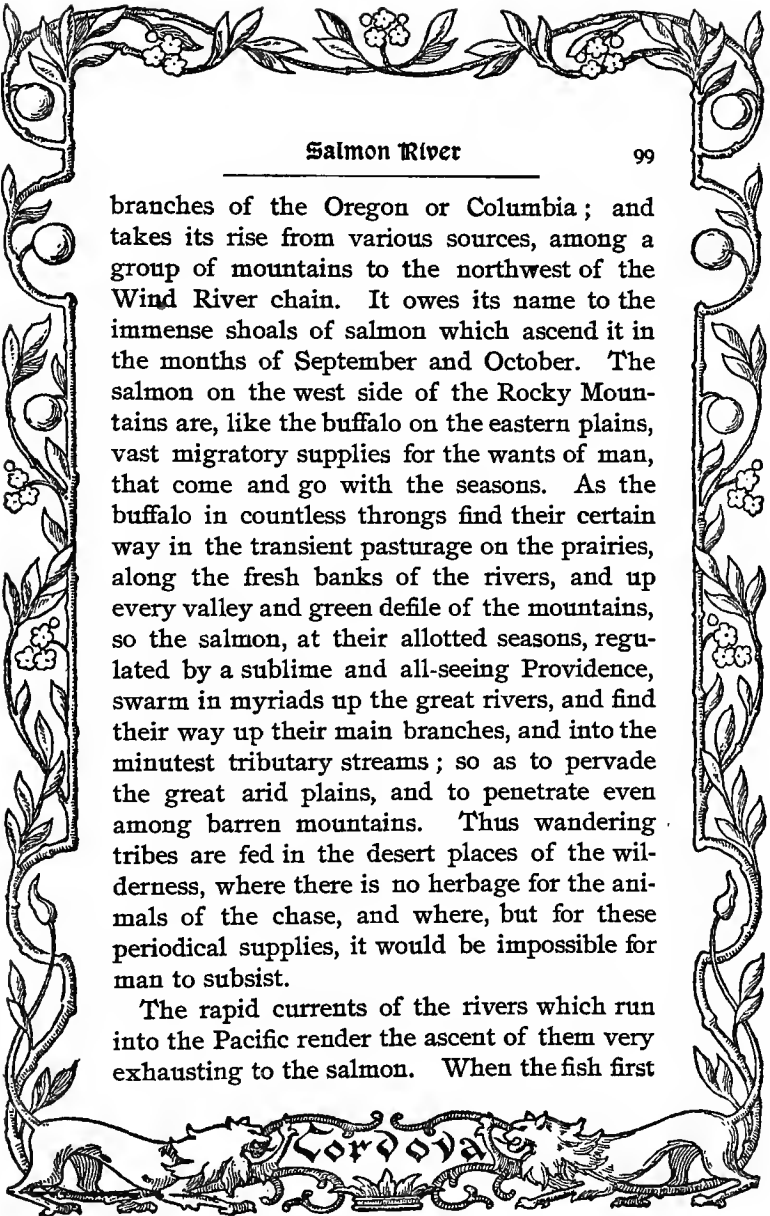 Salmon River 99
branches of the Oregon or Columbia ; and
takes its rise from various sources, among a
group of mountains to the northwest of the
Wind River chain. It owes its name to the
immense shoals of salmon which ascend it in
the months of September and October. The
salmon on the west side of the Rocky Moun-
tains are, like the buffalo on the eastern plains,
vast migratory supplies for the wants of man,
that come and go with the seasons. As the
buffalo in countless throngs find their certain
way in the transient pasturage on the prairies,
along the fresh banks of the rivers, and up
every valley and green defile of the mountains,
so the salmon, at their allotted seasons, regu-
lated by a sublime and all-seeing Providence,
swarm in myriads up the great rivers, and find
their way up their main branches, and into the
minutest tributary streams ; so as to pervade
the great arid plains, and to penetrate even
among barren mountains. Thus wandering
tribes are fed in the desert places of the wil-
derness, where there is no herbage for the ani-
mals of the chase, and where, but for these
periodical supplies, it would be impossible for
man to subsist.
The rapid currents of the rivers which run
into the Pacific render the ascent of them very
exhausting to the salmon. When the fish first
Cordova